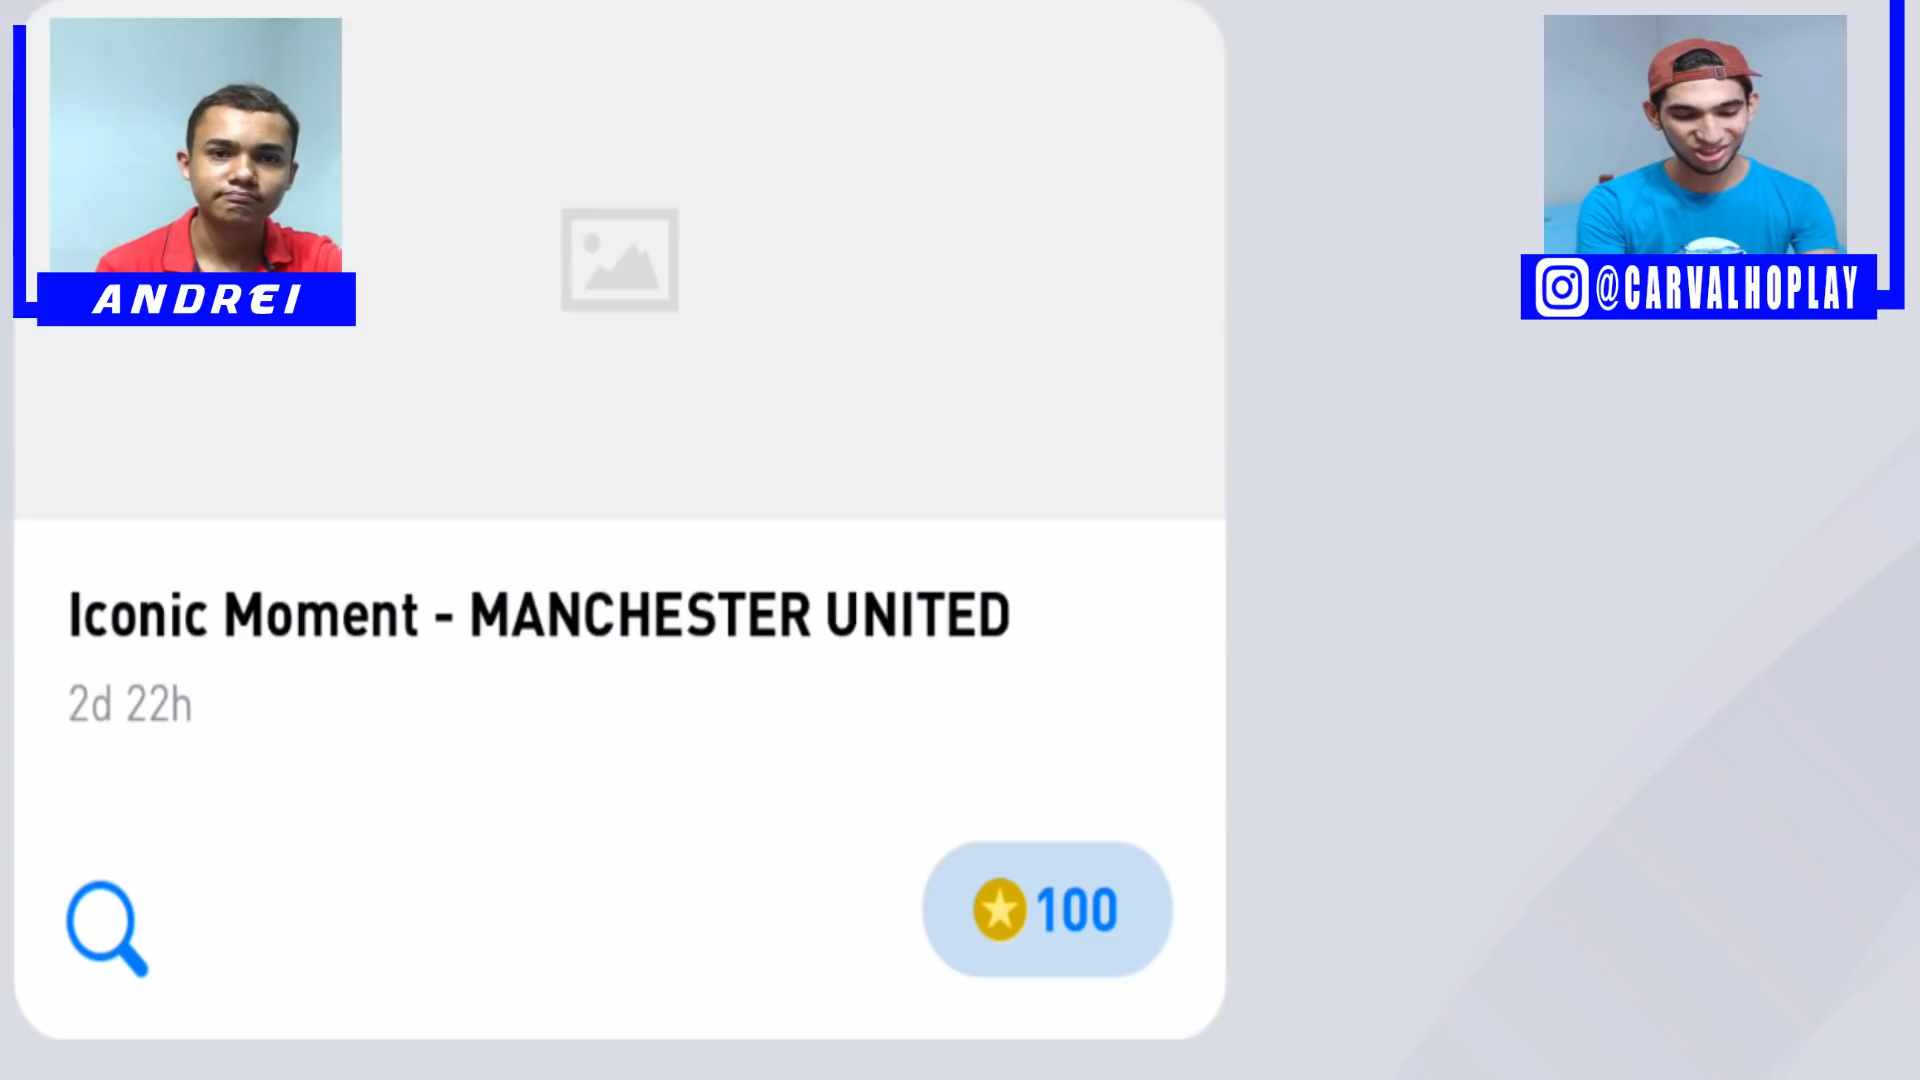 ANDREI
@CARVALHOPLAY
Iconic Moment - MANCHESTER UNITED
2d 22h
100